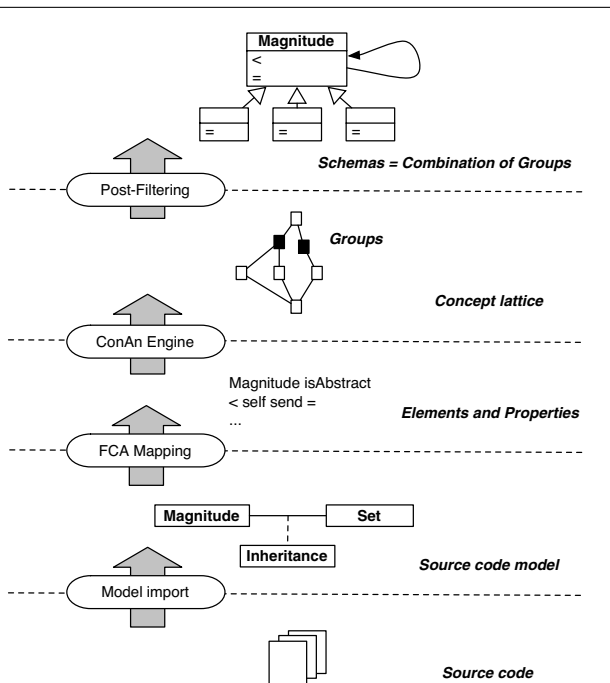 Magnitude
<
=
=
=
=
Schemas = Combination of Groups
Post-Filtering
Groups
Concept lattice
ConAn Engine
Magnitude isAbstract
< self send =
...
Elements and Properties
FCA Mapping
Magnitude
Set
Inheritance
Source code model
Model import
Source code